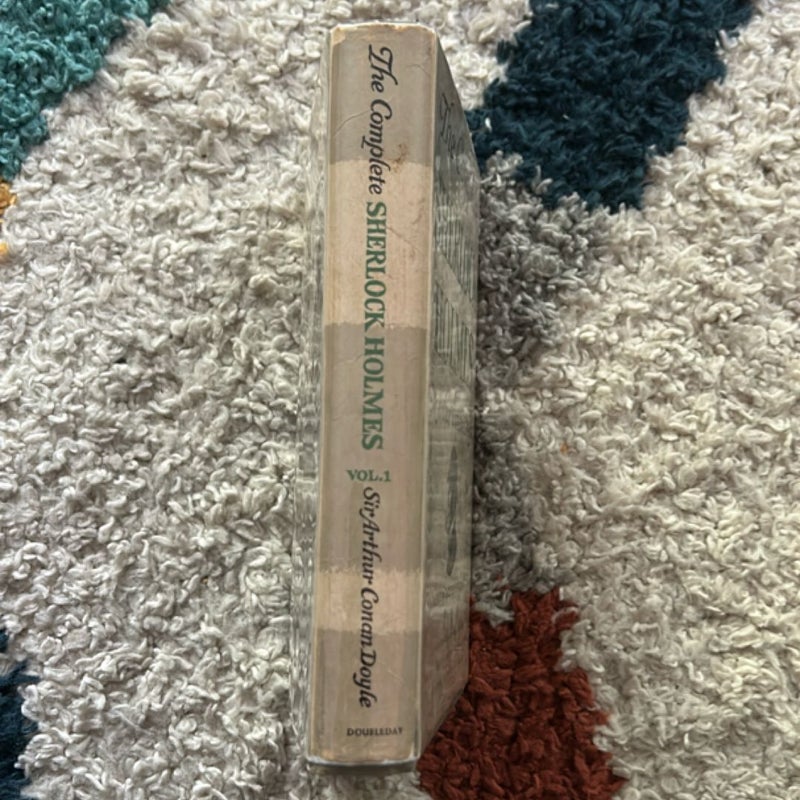 The Complete SHERLOCK HOLMES
VOL.1
Sir Arthur Conan Doyle
DOUBLEDAY